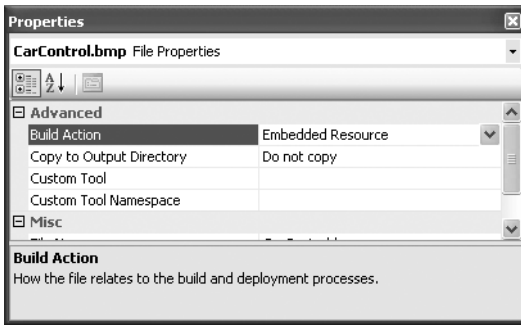 Properties
CarControl.bmp File Properties
Advanced
Build Action Embedded Resource
Copy to Output Directory Do not copy
Custom Tool
Custom Tool Namespace
Misc
Build Action
How the file relates to the build and deployment processes.